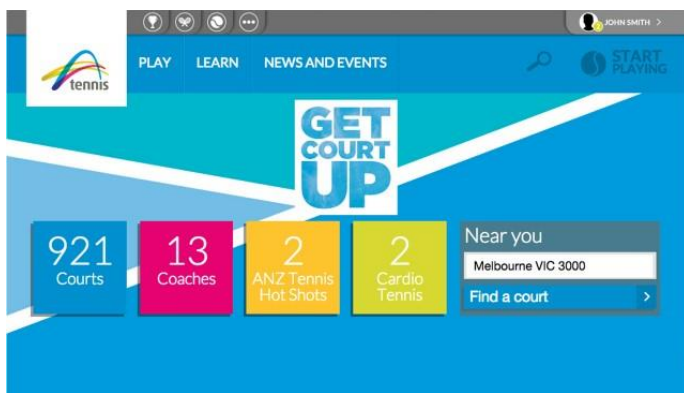 JOHN SMITH >
tennis
PLAY LEARN NEWS AND EVENTS
START
PLAYING
GET
COURT
UP
921
Courts
13
Coaches
2
ANZ Tennis
Hot Shots
2
Cardio
Tennis
Near you
Melbourne VIC 3000
Find a court >